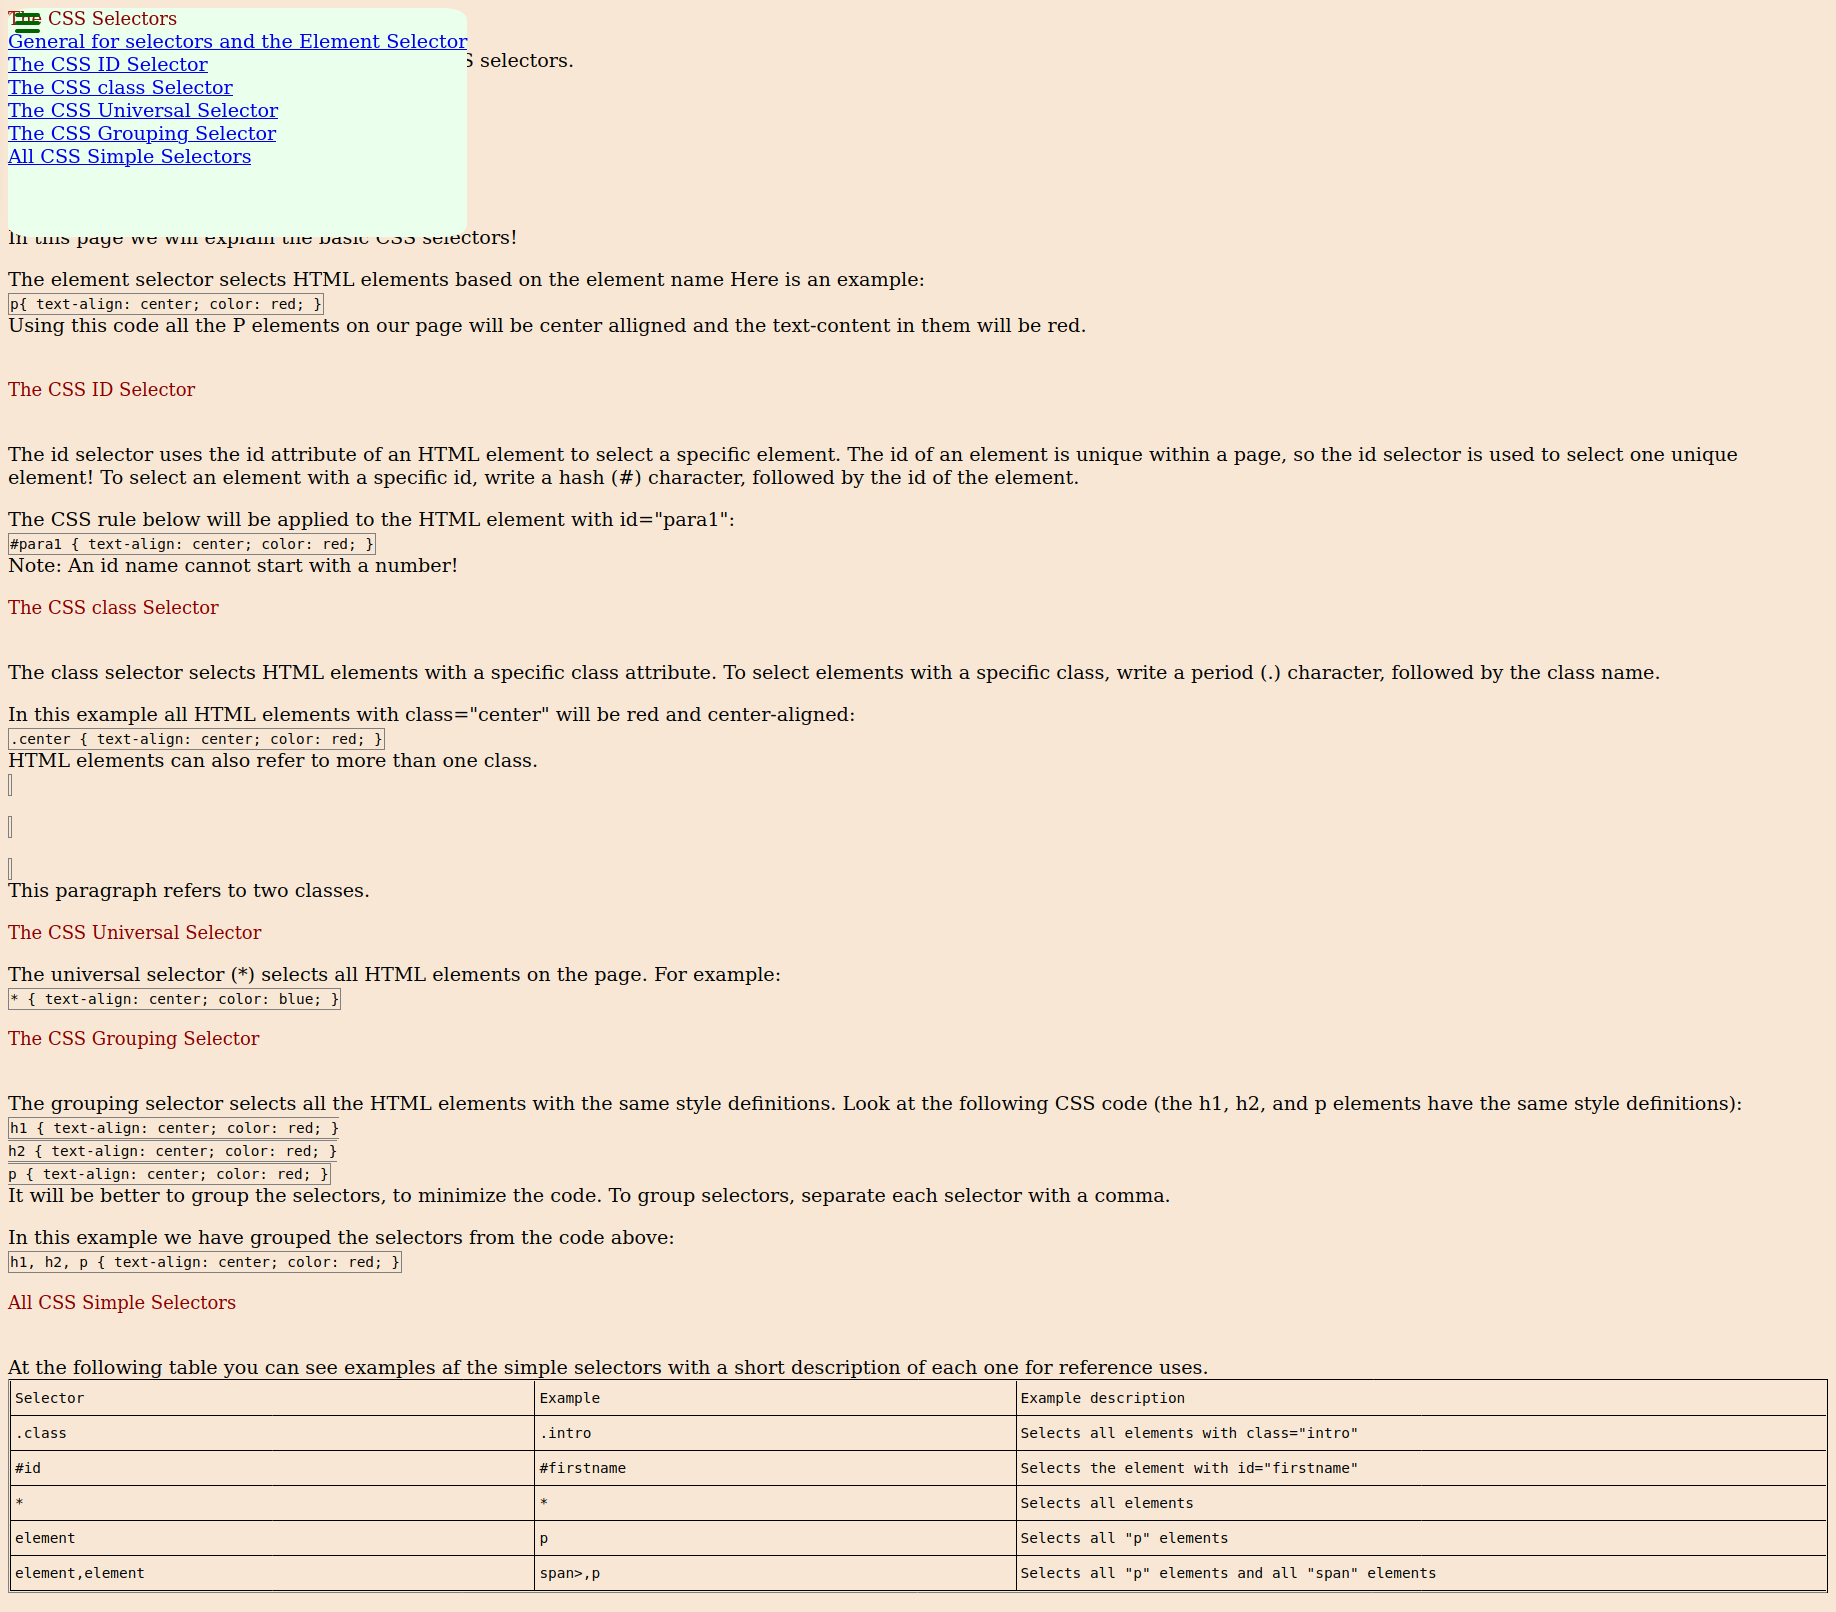 The CSS Selectors
General for selectors and the Element Selector
selectors.
The CSS ID Selector
The CSS class Selector
The CSS Universal Selector
The CSS Grouping Selector
All CSS Simple Selectors
In this page we will explain the basic CSS selectors!
The element selector selects HTML elements based on the element name Here is an example:
p{ text-align: center; color: red; }
Using this code all the P elements on our page will be center alligned and the text-content in them will be red.
The CSS ID Selector
The id selector uses the id attribute of an HTML element to select a specific element. The id of an element is unique within a page, so the id selector is used to select one unique
element! To select an element with a specific id, write a hash (#) character, followed by the id of the element.
The CSS rule below will be applied to the HTML element with id="para1":
#para1 { text-align: center; color: red; }
Note: An id name cannot start with a number!
The CSS class Selector
The class selector selects HTML elements with a specific class attribute. To select elements with a specific class, write a period (.) character, followed by the class name.
In this example all HTML elements with class="center" will be red and center-aligned:
.center { text-align: center; color: red; }
HTML elements can also refer to more than one class.
This paragraph refers to two classes.
The CSS Universal Selector
The universal selector (*) selects all HTML elements on the page. For example:
* { text-align: center; color: blue; }
The CSS Grouping Selector
The grouping selector selects all the HTML elements with the same style definitions. Look at the following CSS code (the h1, h2, and p elements have the same style definitions):
h1 { text-align: center; color: red; }
h2 { text-align: center; color: red; }
p { text-align: center; color: red; }
It will be better to group the selectors, to minimize the code. To group selectors, separate each selector with a comma.
In this example we have grouped the selectors from the code above:
h1, h2, p { text-align: center; color: red; }
All CSS Simple Selectors
At the following table you can see examples af the simple selectors with a short description of each one for reference uses.
Selector Example Example description
.class .intro Selects all elements with class="intro"
#id #firstname Selects the element with id="firstname"
* * Selects all elements
element p Selects all "p" elements
element,element span>,p Selects all "p" elements and all "span" elements